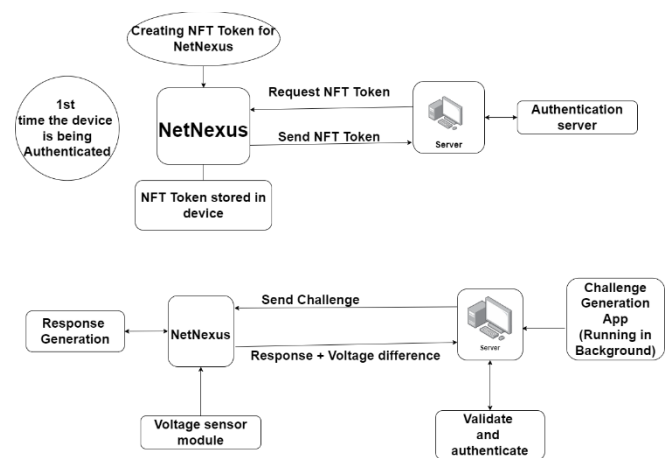 Creating NFT Token for
NetNexus
1st
time the device
is being
Authenticated
NetNexus
Request NFT Token
Send NFT Token
Server
Authentication
server
NFT Token stored in
device
Response
Generation
NetNexus
Send Challenge
Response + Voltage difference
Server
Challenge
Generation
App
(Running in
Background)
Voltage sensor
module
Validate
and
authenticate